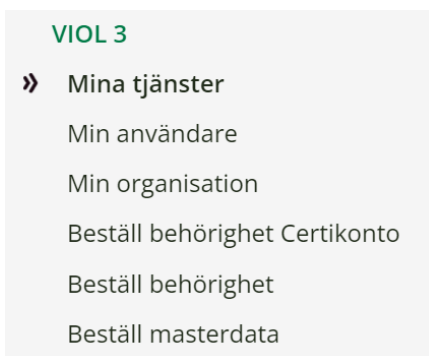 VIOL 3
» Mina tjänster
Min användare
Min organisation
Beställ behörighet Certikonto
Beställ behörighet
Beställ masterdata